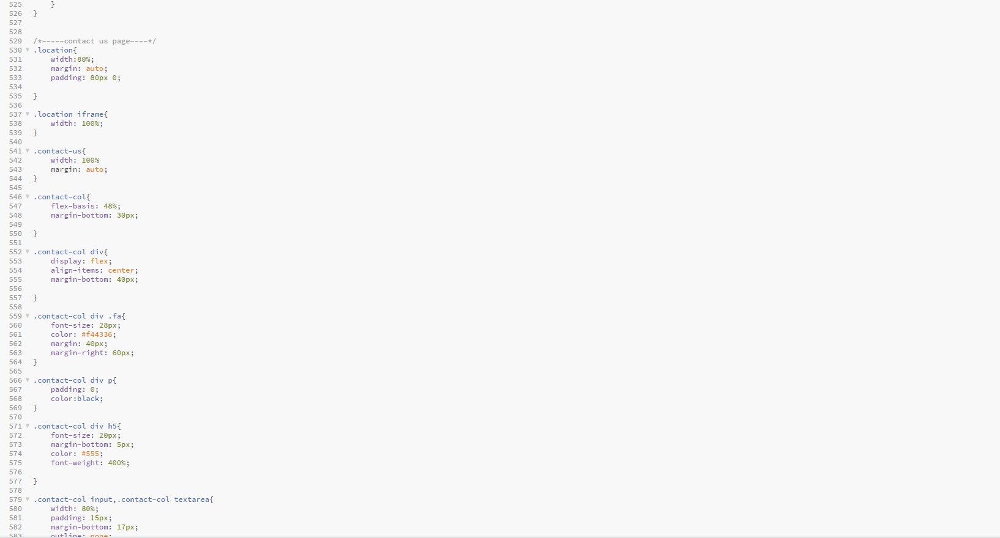 525 }
526 }
527
528
529 /*-----contact us page----*/
530 .location{
531 width:80%;
532 margin: auto;
533 padding: 80px 0;
534
535 }
536
537 .location iframe{
538 width: 100%;
539 }
540
541 .contact-us{
542 width: 100%
543 margin: auto;
544 }
545
546 .contact-col{
547 flex-basis: 48%;
548 margin-bottom: 30px;
549
550 }
551
552 .contact-col div{
553 display: flex;
554 align-items: center;
555 margin-bottom: 40px;
556
557 }
558
559 .contact-col div .fa{
560 font-size: 28px;
561 color: #f44336;
562 margin: 40px;
563 margin-right: 60px;
564 }
565
566 .contact-col div p{
567 padding: 0;
568 color:black;
569 }
570
571 .contact-col div h5{
572 font-size: 20px;
573 margin-bottom: 5px;
574 color: #555;
575 font-weight: 400%;
576
577 }
578
579 .contact-col input,.contact-col textarea{
580 width: 80%;
581 padding: 15px;
582 margin-bottom: 17px;
583 outline: none;